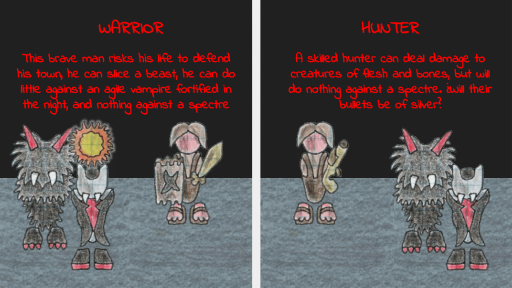 WARRIOR
This brave man risks his life to defend
his town, he can slice a beast, he can do
little against an agile vampire fortified in
the night, and nothing against a spectre
HUNTER
A skilled hunter can deal damage to
creatures of flesh and bones, but will
do nothing against a spectre. ¿Will their
bullets be of silver?